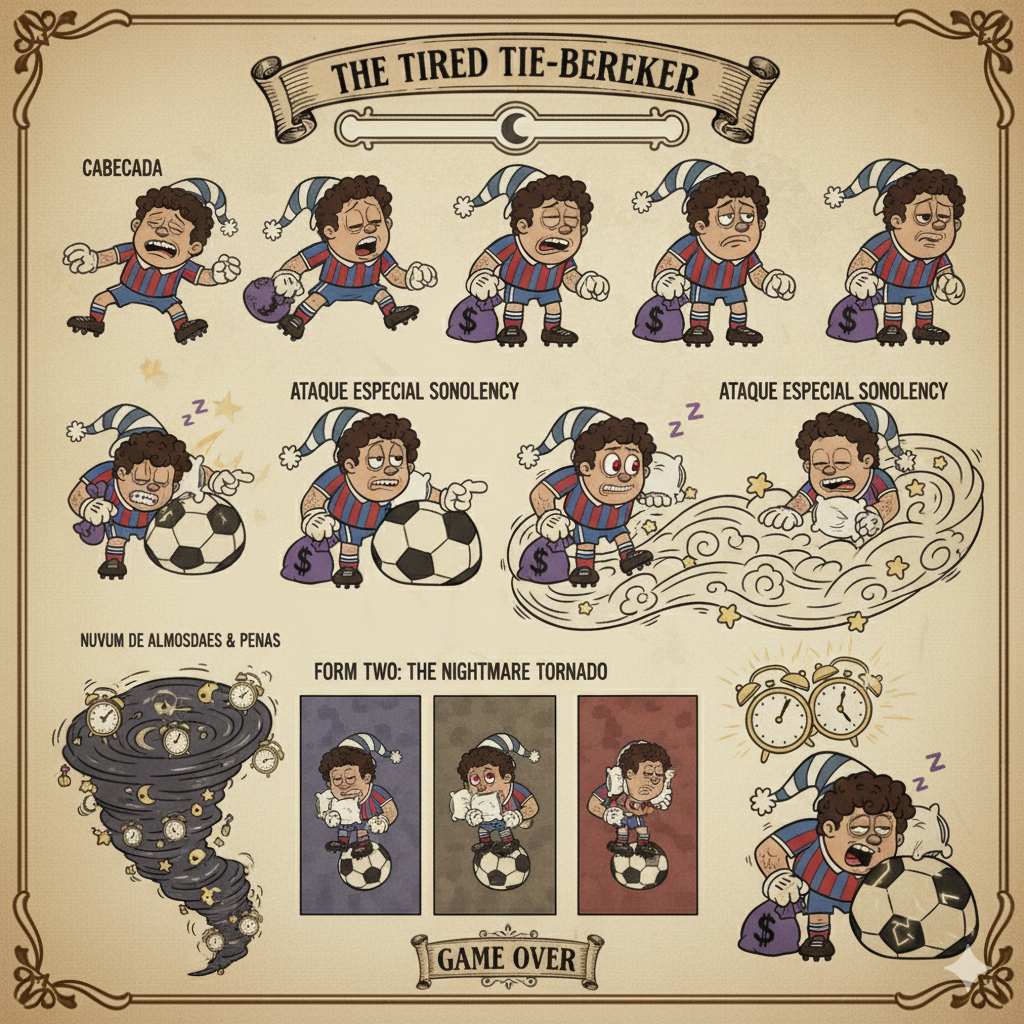 THE TIRED TIE-BEREKER
CABECADA
$
$
$
ATAQUE ESPECIAL SONOLENCY
ATAQUE ESPECIAL SONOLENCY
z z
$
z z
$
NUVUM DE ALMOSDAES & PENAS
FORM TWO: THE NIGHTMARE TORNADO
z z
$
GAME OVER